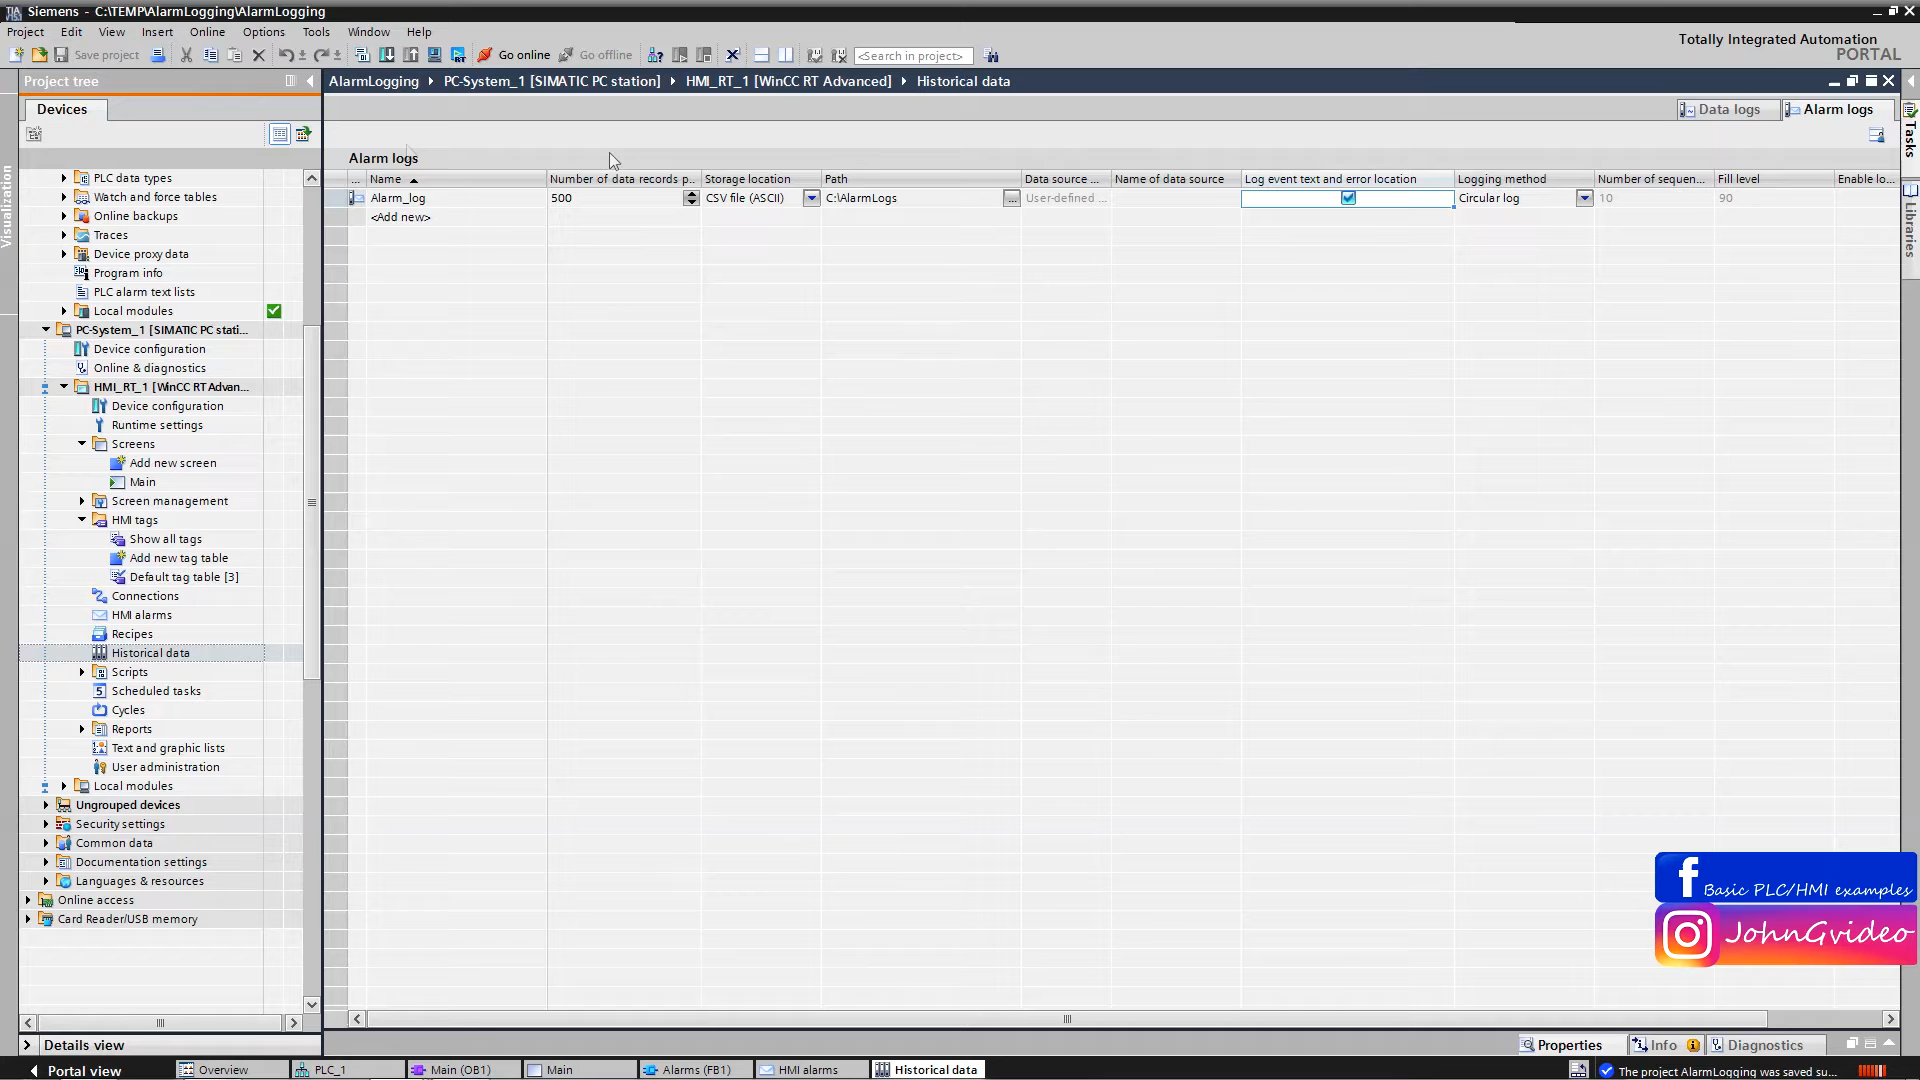 Siemens - C:\TEMP\AlarmLogging\AlarmLogging
Project Edit View Insert Online Options Tools Window Help
Totally Integrated Automation
PORTAL
Save project Go online Go offline <Search in project>
Project tree
AlarmLogging PC-System_1 [SIMATIC PC station] HMI_RT_1 [WinCC RT Advanced] Historical data
Devices
Data logs Alarm logs
Tasks
Libraries
Visualization
Alarm logs
... Name Number of data records p.. Storage location Path Data source ... Name of data source Log event text and error location Logging method Number of sequen... Fill level Enable lo...
Alarm_log 500 CSV file (ASCII) C:\AlarmLogs ... User-defined ... Circular log 10 90
<Add new>
PLC data types
Watch and force tables
Online backups
Traces
Device proxy data
Program info
PLC alarm text lists
Local modules
PC-System_1 [SIMATIC PC stati...
Device configuration
Online & diagnostics
HMI_RT_1 [WinCC RT Advan...
Device configuration
Runtime settings
Screens
Add new screen
Main
Screen management
HMI tags
Show all tags
Add new tag table
Default tag table [3]
Connections
HMI alarms
Recipes
Historical data
Scripts
Scheduled tasks
Cycles
Reports
Text and graphic lists
User administration
Local modules
Ungrouped devices
Security settings
Common data
Documentation settings
Languages & resources
Online access
Card Reader/USB memory
Basic PLC/HMI examples
JohnGvideo
Details view
Properties Info Diagnostics
Portal view Overview PLC_1 Main (OB1) Main Alarms (FB1) HMI alarms Historical data The project AlarmLogging was saved su...